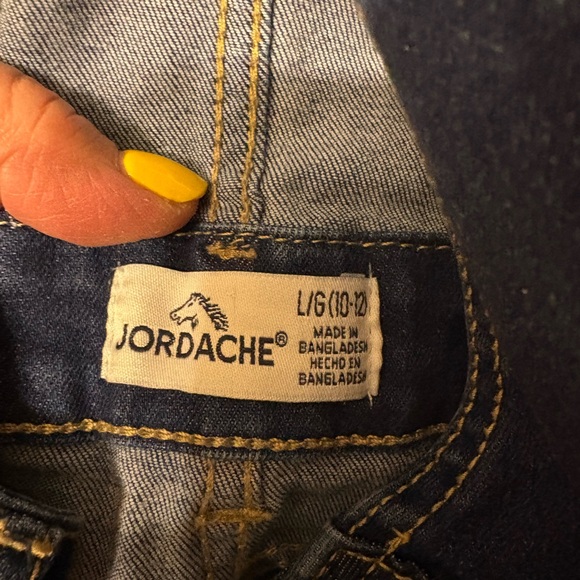 JORDACHE®
L/G (10-12)
MADE IN
BANGLADESH
HECHO EN
BANGLADESH